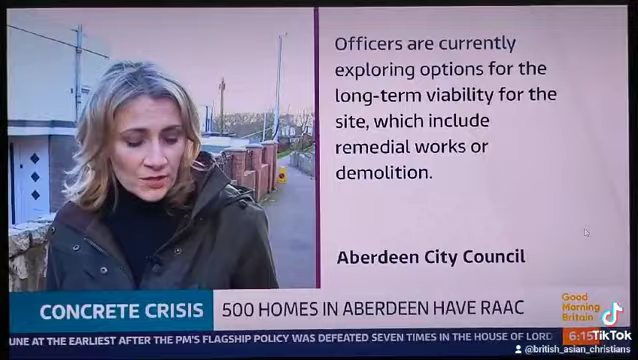 Officers are currently
exploring options for the
long-term viability for the
site, which include
remedial works or
demolition.
Aberdeen City Council
CONCRETE CRISIS
500 HOMES IN ABERDEEN HAVE RAAC
Good
Morning
Britain
6:15
TikTok
UNE AT THE EARLIEST AFTER THE PM'S FLAGSHIP POLICY WAS DEFEATED SEVEN TIMES IN THE HOUSE OF LORD
@british_asian_christians